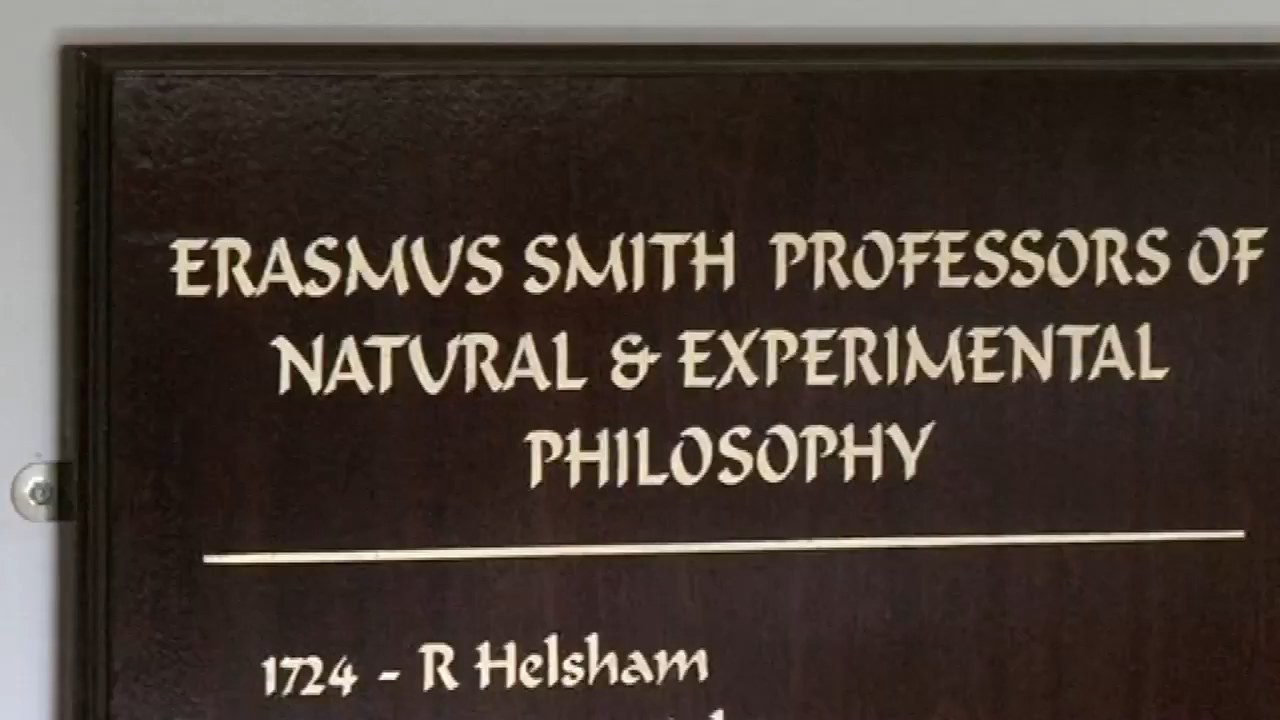 ERASMUS SMITH PROFESSORS OF
NATURAL & EXPERIMENTAL
PHILOSOPHY
1724 - R Helsham